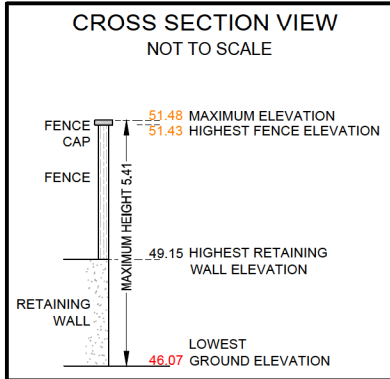 CROSS SECTION VIEW
NOT TO SCALE
51.48 MAXIMUM ELEVATION
51.43 HIGHEST FENCE ELEVATION
FENCE
CAP
FENCE
MAXIMUM HEIGHT 5.41
49.15 HIGHEST RETAINING
WALL ELEVATION
RETAINING
WALL
LOWEST
46.07 GROUND ELEVATION